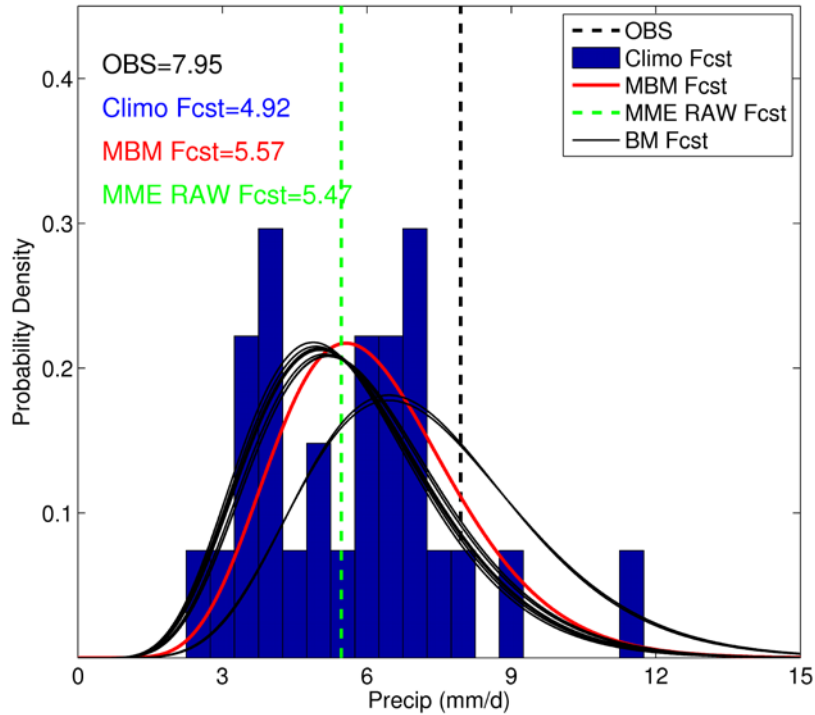 OBS
Climo Fcst
MBM Fcst
MME RAW Fcst
BM Fcst
OBS=7.95
Climo Fcst=4.92
MBM Fcst=5.57
MME RAW Fcst=5.47
0.4
0.3
0.2
0.1
Probability Density
0 3 6 9 12 15
Precip (mm/d)